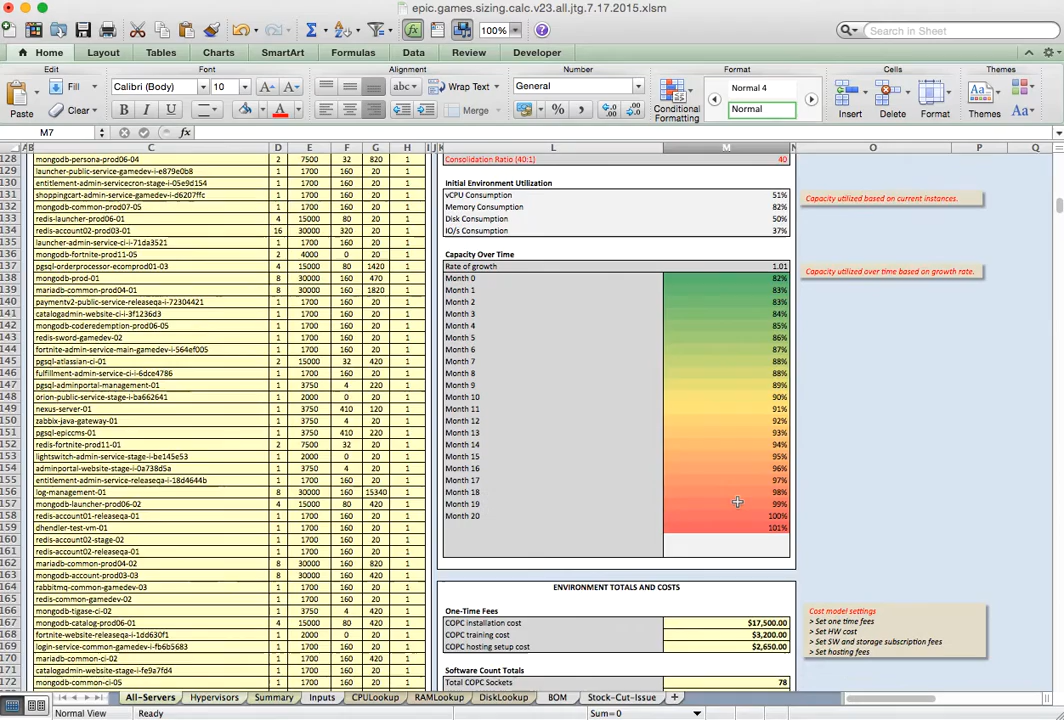 epic.games.sizing.calc.v23.all.jtg.7.17.2015.xlsm
100% Search in Sheet
Home Layout Tables Charts SmartArt Formulas Data Review Developer
Edit Font Alignment Number Format Cells Themes
Fill Calibri (Body) 10 abc Wrap Text General Normal 4
Paste Clear B I U Merge % Conditional Formatting Normal Insert Delete Format Themes Aa
M7 fx
C D E F G H L M N O P Q
128 mongodb-persona-prod06-04 2 7500 32 820 1 Consolidation Ratio (40:1) 40
129 launcher-public-service-gamedev-i-e879e0b8 1 1700 160 20 1
130 entitlement-admin-servicecron-stage-i-05e9d154 1 1700 160 20 1 Initial Environment Utilization
131 shoppingcart-admin-service-gamedev-i-d6207ffc 1 1700 160 20 1 vCPU Consumption 51% Capacity utilized based on current instances.
132 mongodb-common-prod07-05 1 1700 160 20 1 Memory Consumption 82%
133 redis-launcher-prod06-01 4 15000 80 20 1 Disk Consumption 50%
134 redis-account02-prod03-01 16 30000 320 20 1 IO/s Consumption 37%
135 launcher-admin-service-ci-i-71da3521 1 1700 160 20 1
136 mongodb-fortnite-prod11-05 2 4000 0 20 1 Capacity Over Time
137 pgsql-orderprocessor-ecomprod01-03 4 15000 80 1420 1 Rate of growth 1.01 Capacity utilized over time based on growth rate.
138 mongodb-prod-01 8 30000 160 470 1 Month 0 82%
139 mariadb-common-prod04-01 4 30000 160 1820 1 Month 1 83%
140 paymentv2-public-service-releaseqa-i-72304421 1 1700 160 20 1 Month 2 83%
141 catalogadmin-website-ci-i-3f1236d3 1 1700 160 20 1 Month 3 84%
142 mongodb-coderedemption-prod06-05 1 1700 160 20 1 Month 4 85%
143 redis-sword-gamedev-02 1 1700 160 20 1 Month 5 86%
144 fortnite-admin-service-main-gamedev-i-564ef005 1 1700 160 20 1 Month 6 87%
145 pgsql-atlassian-ci-01 2 15000 32 420 1 Month 7 88%
146 fulfillment-admin-service-ci-i-6dce4786 1 1700 160 20 1 Month 8 88%
147 pgsql-adminportal-management-01 1 3750 4 220 1 Month 9 89%
148 orion-public-service-stage-i-ba662641 1 2000 0 20 1 Month 10 90%
149 nexus-server-01 1 3750 410 120 1 Month 11 91%
150 zabbix-java-gateway-01 1 3750 4 20 1 Month 12 92%
151 pgsql-epiccms-01 1 3750 410 220 1 Month 13 93%
152 redis-fortnite-prod11-01 2 7500 32 20 1 Month 14 94%
153 lightswitch-admin-service-stage-i-be145e53 1 2000 0 20 1 Month 15 95%
154 adminportal-website-stage-i-0a738d5a 1 3750 4 20 1 Month 16 96%
155 entitlement-admin-service-releaseqa-i-18d4644b 1 1700 160 20 1 Month 17 97%
156 log-management-01 8 30000 160 15340 1 Month 18 98%
157 mongodb-launcher-prod06-02 4 15000 80 420 1 Month 19 99%
158 redis-account01-releaseqa-01 1 1700 160 20 1 Month 20 100%
159 dhendler-test-vm-01 1 1700 160 20 1 101%
160 redis-account02-stage-02 1 1700 160 20 1
161 redis-account02-releaseqa-01 1 1700 160 20 1
162 mariadb-common-prod04-02 8 30000 160 820 1
163 mongodb-account-prod03-03 8 30000 160 420 1
164 rabbitmq-common-gamedev-03 1 1700 160 20 1 ENVIRONMENT TOTALS AND COSTS
165 redis-common-gamedev-02 1 1700 160 20 1
166 mongodb-tigase-ci-02 1 3750 4 420 1 One-Time Fees Cost model settings
167 mongodb-catalog-prod06-01 4 15000 80 420 1 COPC installation cost $17,500.00 > Set one time fees
168 fortnite-website-stage-i-1dd630f1 1 2000 0 20 1 COPC training cost $3,200.00 > Set HW cost
169 login-service-common-gamedev-i-f63fd138 1 1700 160 20 1 COPC hosting setup cost $2,650.00 > Set SW and storage subscription fees
170 mariadb-common-ci-02 1 1700 160 420 1 > Set hosting fees
171 catalogadmin-website-stage-i-fe9a7fd4 1 1700 160 20 1 Software Count Totals
172 mongodb-common-ci-05 1 1700 160 20 1 Total COPC Sockets 78
All-Servers Hypervisors Summary Inputs CPULookup RAMLookup DiskLookup BOM Stock-Cut-Issue
Normal View Ready Sum=0